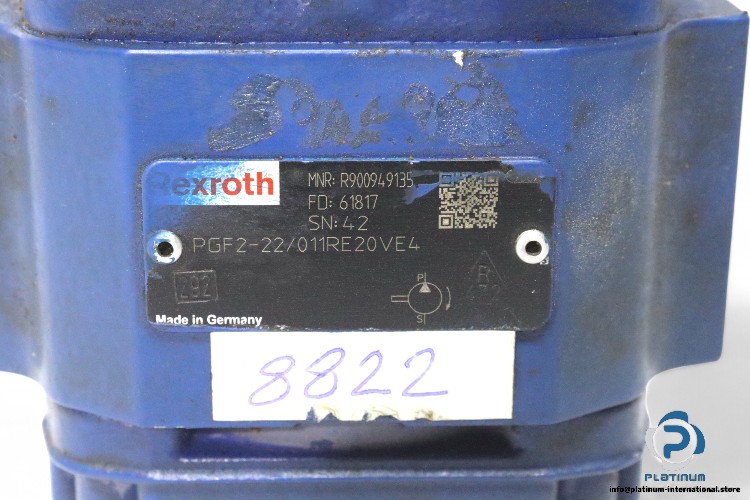 Rexroth
MNR: R900949135
FD: 61817
SN: 42
PGF2-22/011RE20VE4
292
P
S
R
Made in Germany
8822
PLATINUM
info@platinum-international.store